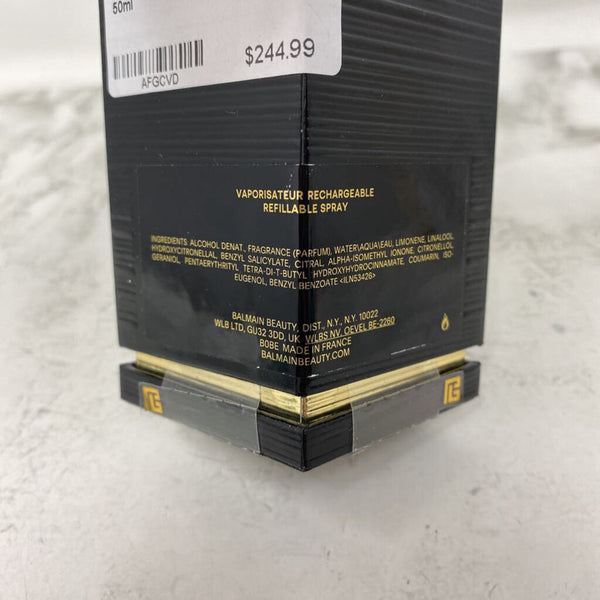 50ml
$244.99
AFGCVD
VAPORISATEUR RECHARGEABLE
REFILLABLE SPRAY
INGREDIENTS: ALCOHOL DENAT., FRAGRANCE (PARFUM), WATER\AQUA\EAU, LIMONENE, LINALOOL,
HYDROXYCITRONELLAL, BENZYL SALICYLATE, CITRAL, ALPHA-ISOMETHYL IONONE, CITRONELLOL,
GERANIOL, PENTAERYTHRITYL TETRA-DI-T-BUTYL HYDROXYHYDROCINNAMATE, COUMARIN, ISO-
EUGENOL, BENZYL BENZOATE <ILN53426>
BALMAIN BEAUTY, DIST., N.Y., N.Y. 10022
WLB LTD, GU32 3DD, UK WLBS NV, OEVEL BE-2260
B0BE MADE IN FRANCE
BALMAINBEAUTY.COM